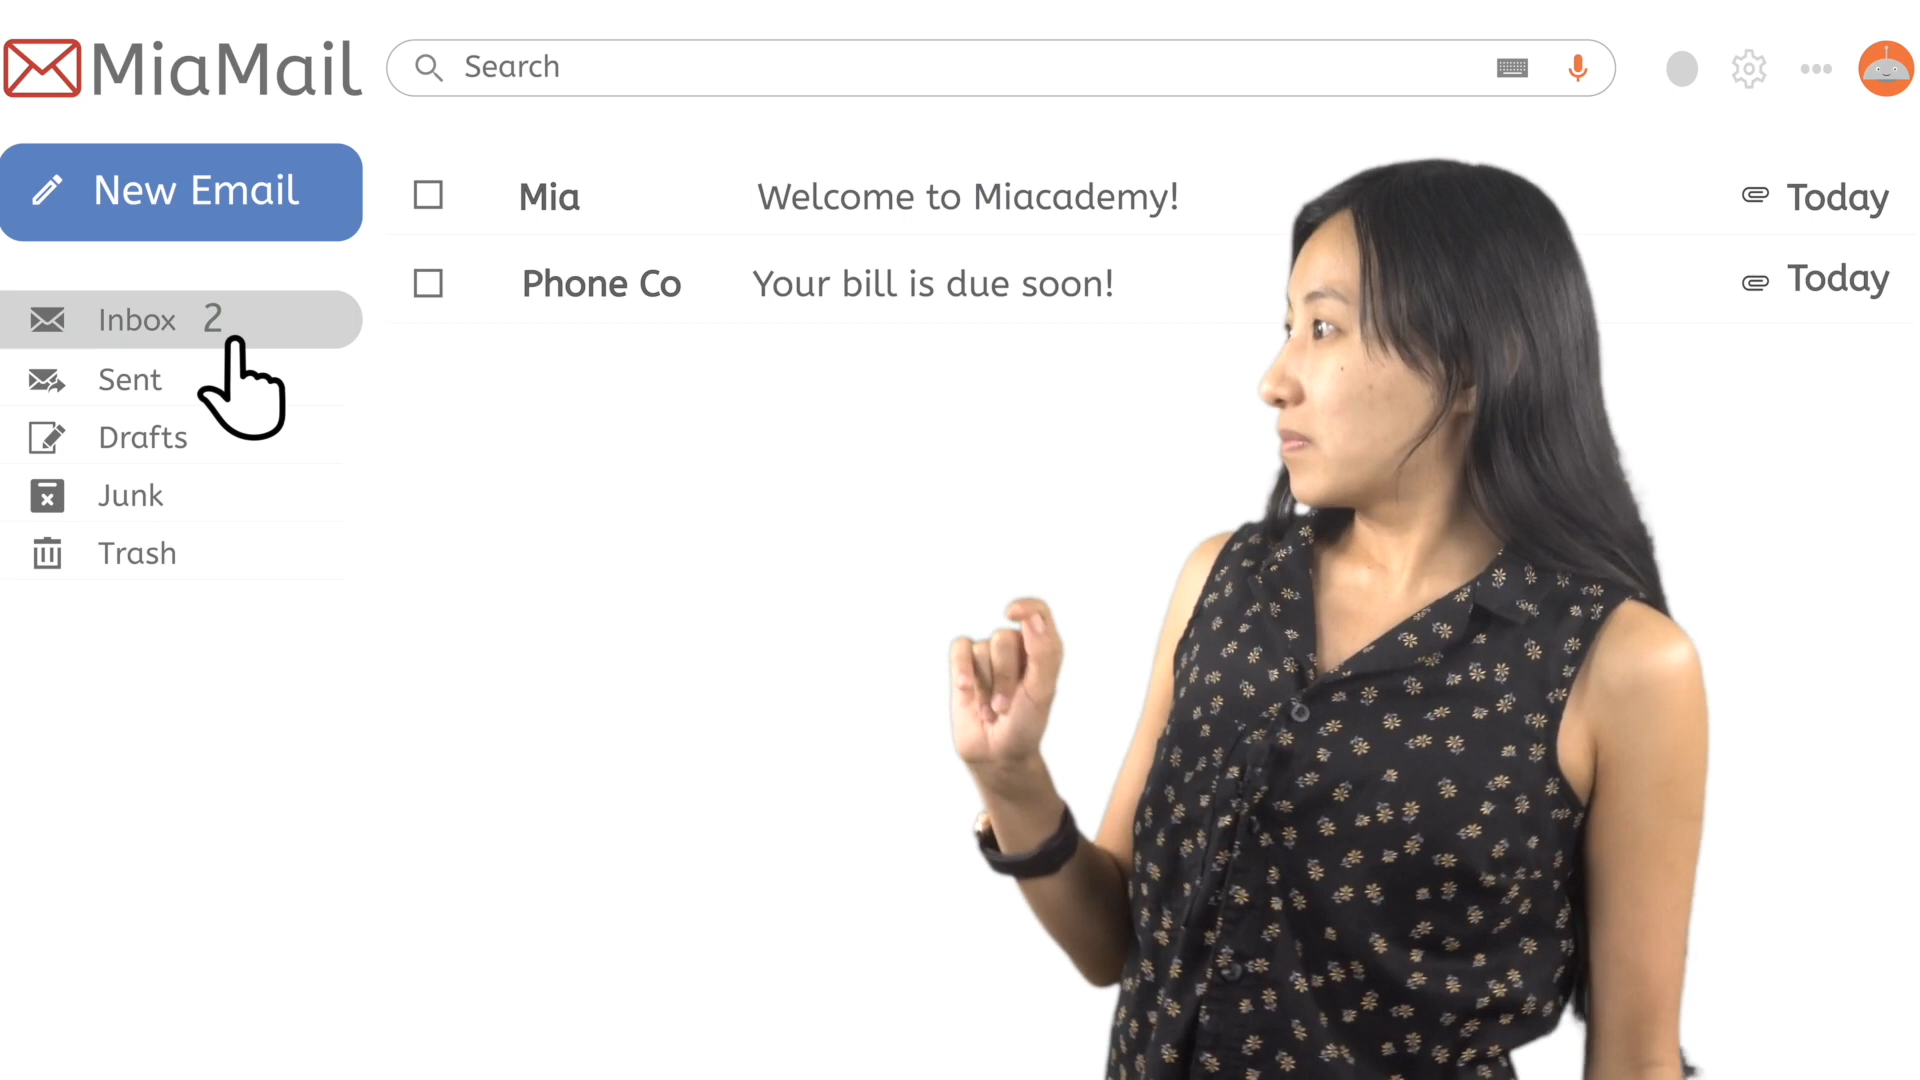 MiaMail
Search
New Email
Mia Welcome to Miacademy! Today
Phone Co Your bill is due soon! Today
Inbox 2
Sent
Drafts
Junk
Trash